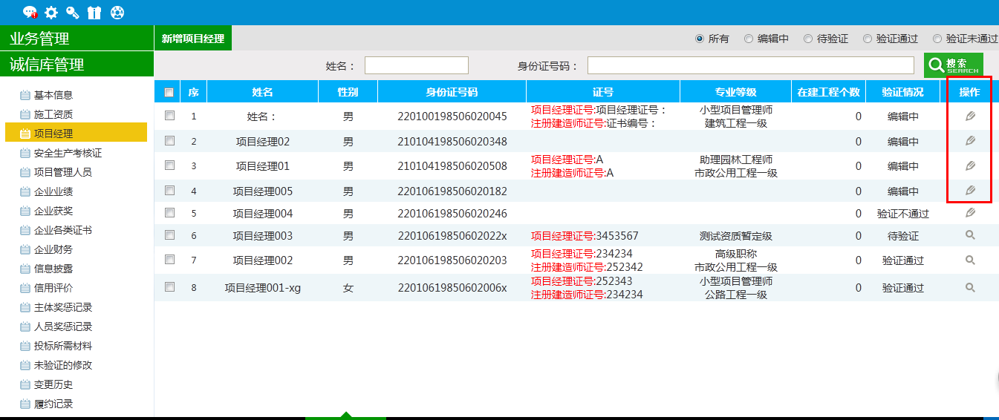 业务管理
新增项目经理
所有 编辑中 待验证 验证通过 验证未通过
诚信库管理
姓名： 身份证号码： 搜索 SEARCH
基本信息
施工资质
项目经理
安全生产考核证
项目管理人员
企业业绩
企业获奖
企业各类证书
企业财务
信息披露
信用评价
主体奖惩记录
人员奖惩记录
投标所需材料
未验证的修改
变更历史
履约记录
序 姓名 性别 身份证号码 证号 专业等级 在建工程个数 验证情况 操作
1 姓名： 男 220100198506020045 项目经理证号:项目经理证号： 小型项目管理师 0 编辑中
注册建造师证号:证书编号： 建筑工程一级
2 项目经理02 男 210104198506020348 0 编辑中
3 项目经理01 男 210104198506020508 项目经理证号:A 助理园林工程师 0 编辑中
注册建造师证号:A 市政公用工程一级
4 项目经理005 男 220106198506020182 0 编辑中
5 项目经理004 男 220106198506020246 0 验证不通过
6 项目经理003 男 22010619850602022x 项目经理证号:3453567 测试资质暂定级 0 待验证
7 项目经理002 男 220106198506020203 项目经理证号:234234 高级职称 0 验证通过
注册建造师证号:252342 市政公用工程一级
8 项目经理001-xg 女 22010619850602006x 项目经理证号:252343 小型项目管理师 0 验证通过
注册建造师证号:234234 公路工程一级